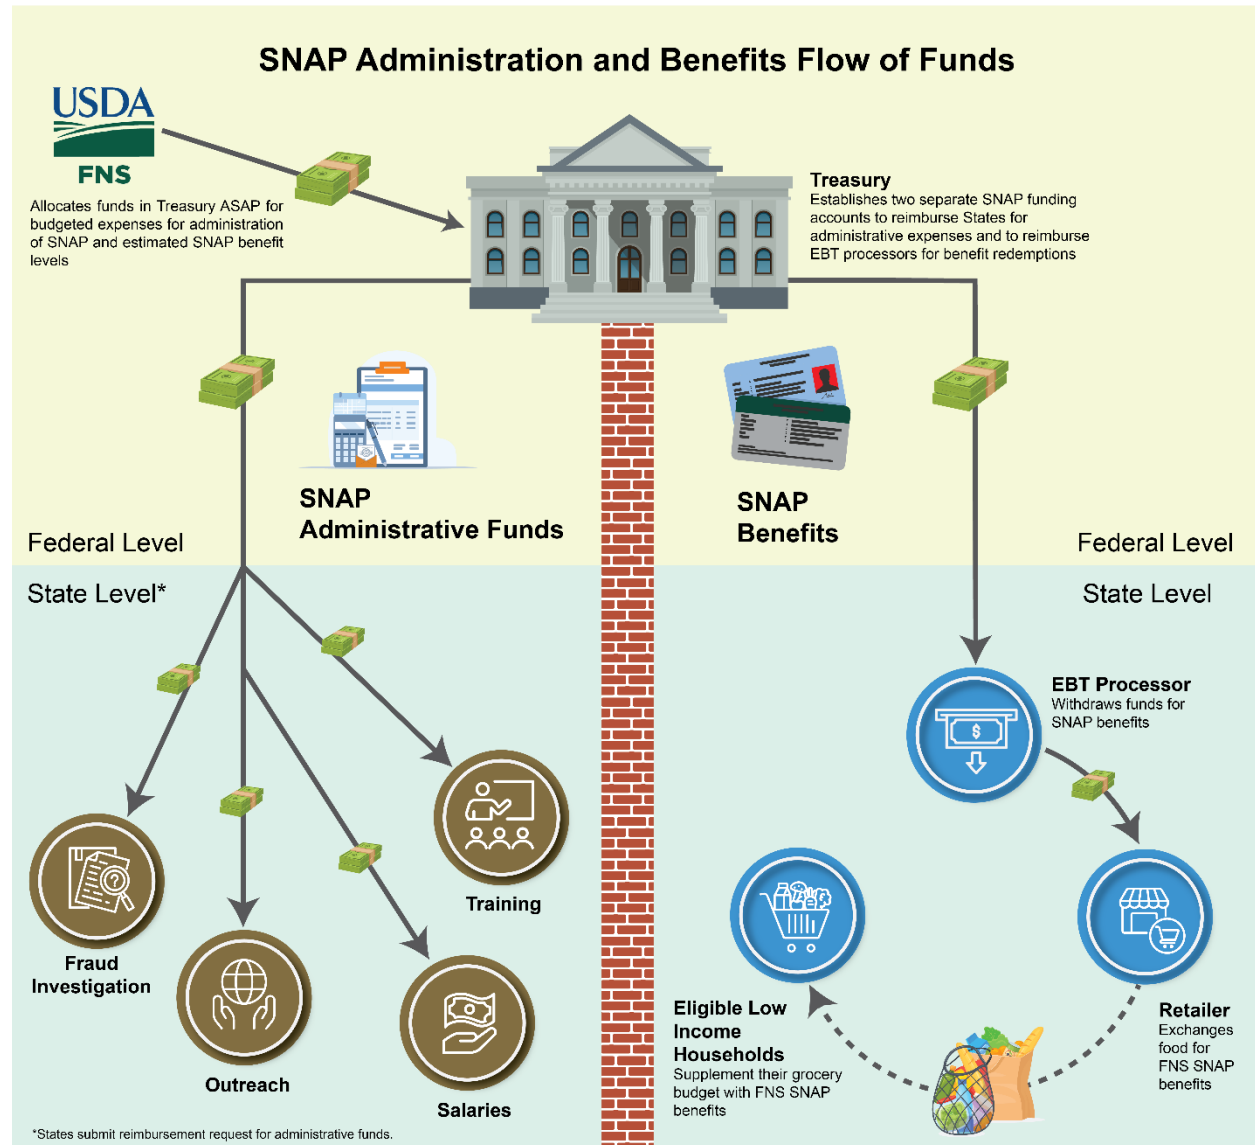 SNAP Administration and Benefits Flow of Funds
USDA
FNS
Allocates funds in Treasury ASAP for
budgeted expenses for administration
of SNAP and estimated SNAP benefit
levels
Treasury
Establishes two separate SNAP funding
accounts to reimburse States for
administrative expenses and to reimburse
EBT processors for benefit redemptions
SNAP
Administrative Funds
SNAP
Benefits
Federal Level
Federal Level
State Level*
State Level
EBT Processor
Withdraws funds for
SNAP benefits
$
Training
Fraud
Investigation
Outreach
Salaries
Eligible Low
Income
Households
Supplement their grocery
budget with FNS SNAP
benefits
Retailer
Exchanges
food for
FNS SNAP
benefits
*States submit reimbursement request for administrative funds.